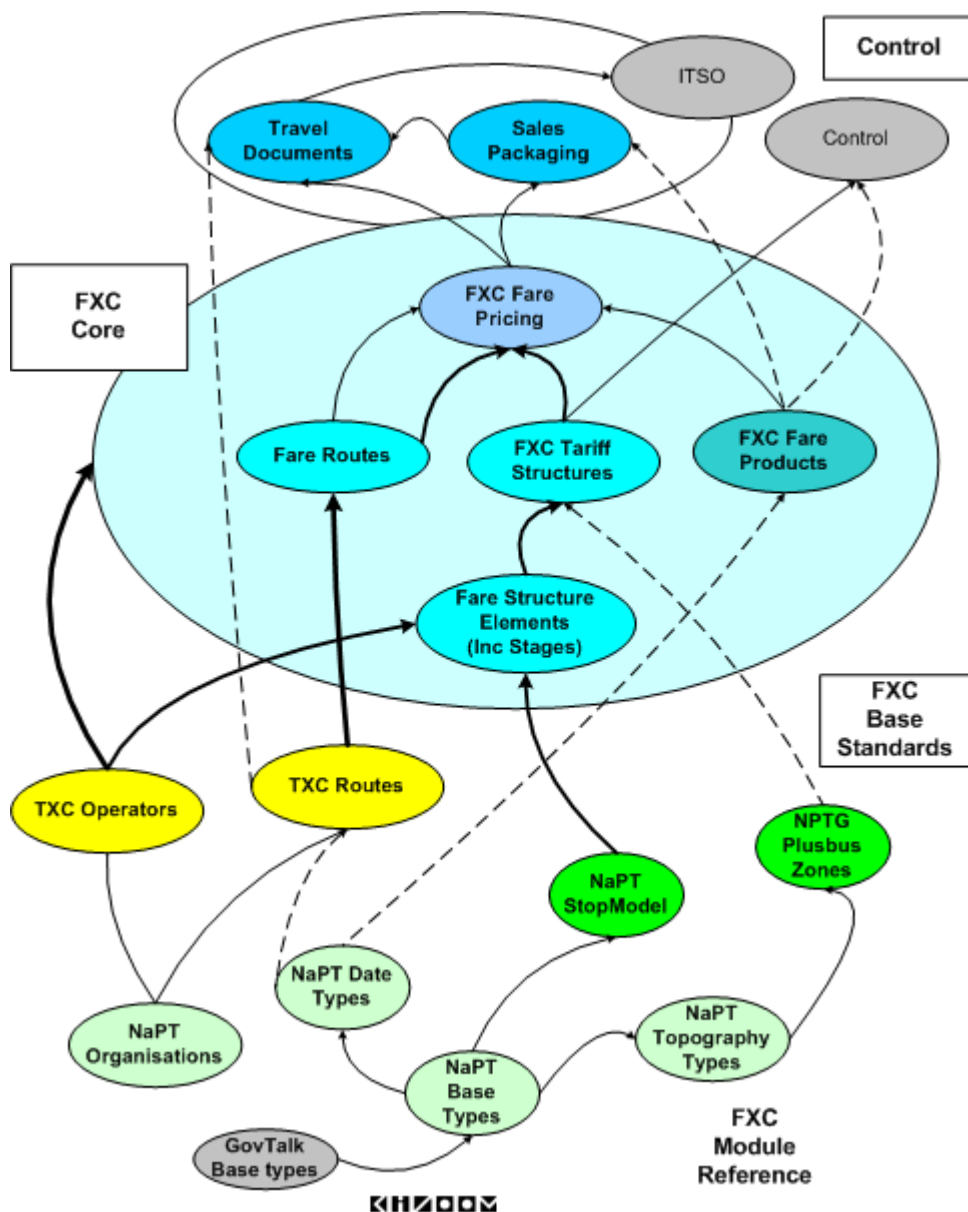 Control
ITSO
Travel
Documents
Sales
Packaging
Control
FXC
Core
FXC Fare
Pricing
Fare Routes
FXC Tariff
Structures
FXC Fare
Products
Fare Structure
Elements
(Inc Stages)
FXC
Base
Standards
TXC Operators
TXC Routes
NPTG
Plusbus
Zones
NaPT
StopModel
NaPT Date
Types
NaPT
Organisations
NaPT
Topography
Types
NaPT
Base
Types
FXC
Module
Reference
GovTalk
Base types
KIZOOM